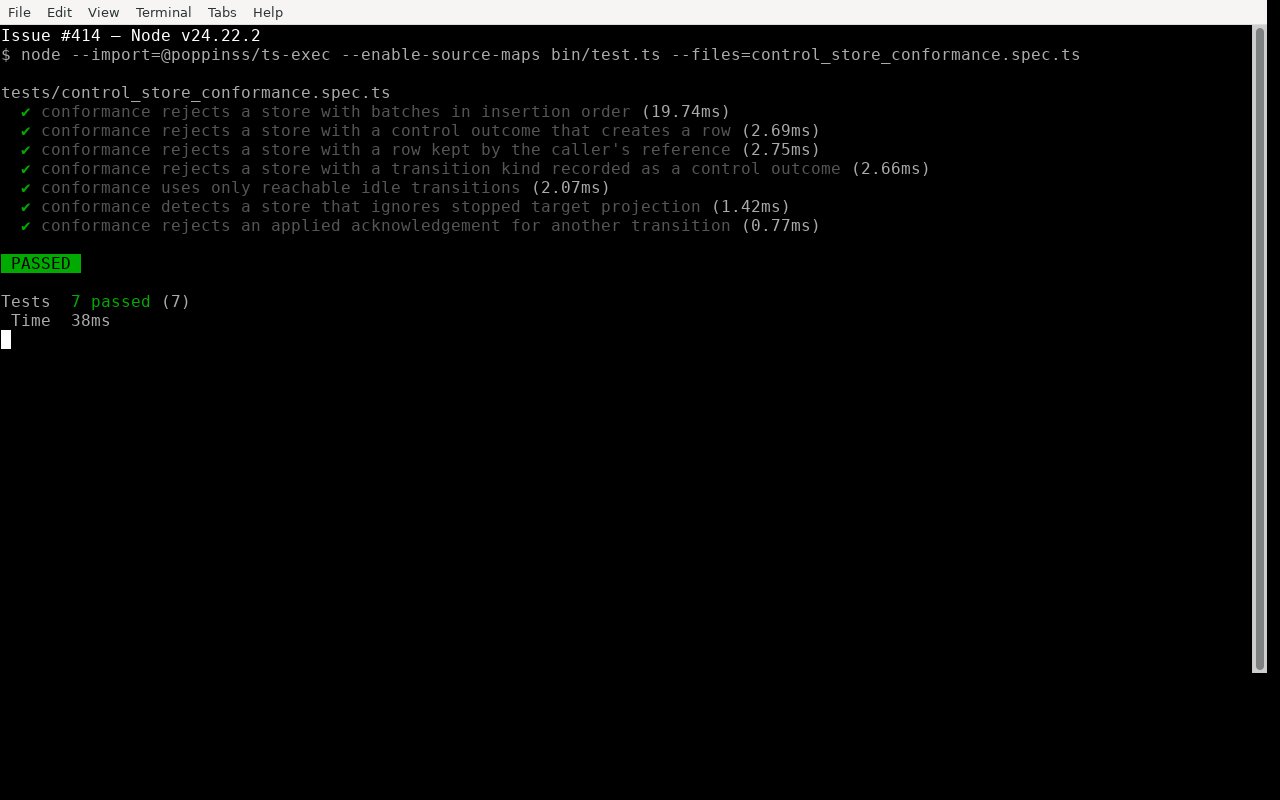 File Edit View Terminal Tabs Help
Issue #414 — Node v24.22.2
$ node --import=@poppinss/ts-exec --enable-source-maps bin/test.ts --files=control_store_conformance.spec.ts
tests/control_store_conformance.spec.ts
✔ conformance rejects a store with batches in insertion order (19.74ms)
✔ conformance rejects a store with a control outcome that creates a row (2.69ms)
✔ conformance rejects a store with a row kept by the caller's reference (2.75ms)
✔ conformance rejects a store with a transition kind recorded as a control outcome (2.66ms)
✔ conformance uses only reachable idle transitions (2.07ms)
✔ conformance detects a store that ignores stopped target projection (1.42ms)
✔ conformance rejects an applied acknowledgement for another transition (0.77ms)
PASSED
Tests 7 passed (7)
Time 38ms